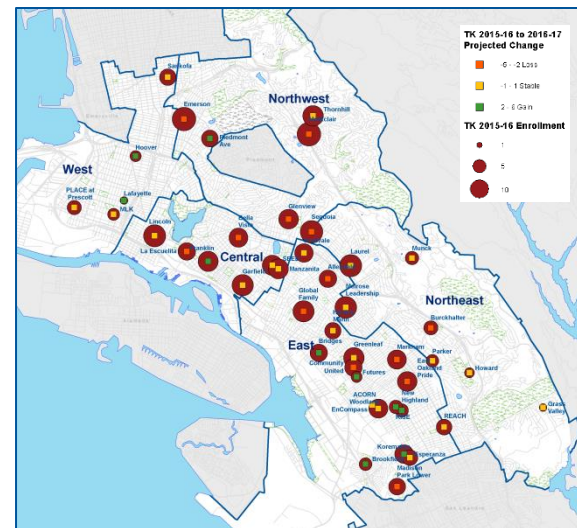 TK 2015-16 to 2016-17
Projected Change
-5 - -2 Loss
-1 - 1 Stable
2 - 6 Gain
TK 2015-16 Enrollment
1
5
10
Sankofa
Emerson
Northwest
Thornhill
Piedmont
Ave
Hoover
West
PLACE at
Prescott
Lafayette
MLK
Lincoln
La Escuelita
Franklin
Bella
Vista
Glenview
Sequoia
Central
Garfield
Manzanita
Laurel
Munck
Allendale
Melrose
Leadership
Global
Family
Northeast
Burckhalter
East
Bridges
Greenleaf
Community
United
Futures
Markham
East
Oakland
Pride
Parker
Howard
Grass
Valley
ACORN
Woodland
EnCompass
New
Highland
RISE
REACH
Korematsu
Esperanza
Brookfield
Madison
Park Lower